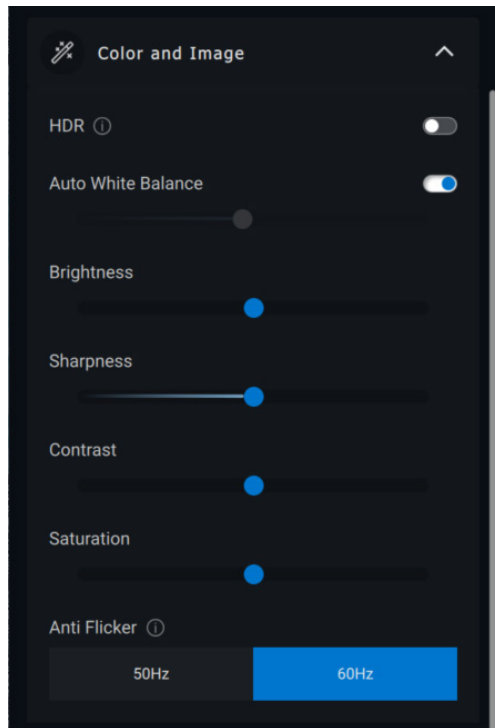 Color and Image
HDR
Auto White Balance
Brightness
Sharpness
Contrast
Saturation
Anti Flicker
50Hz
60Hz